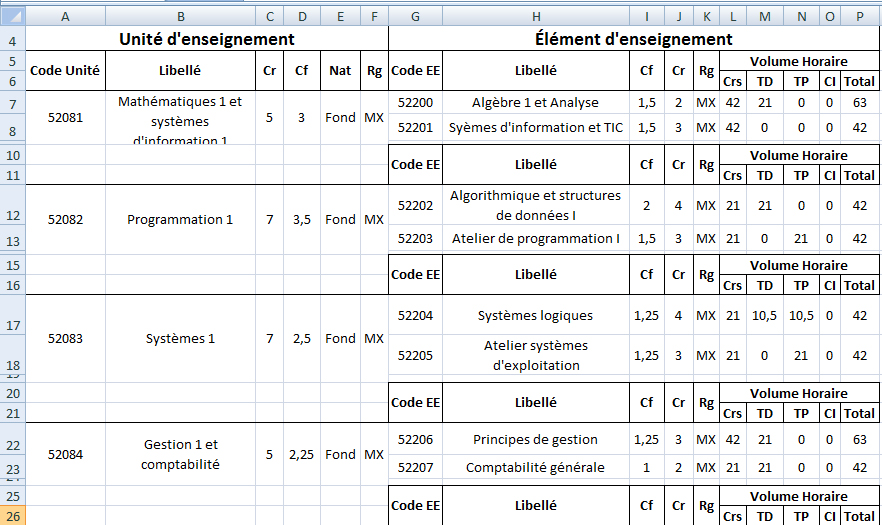 A B C D E F G H I J K L M N O P
4 Unité d'enseignement Élément d'enseignement
5 Code Unité Libellé Cr Cf Nat Rg Code EE Libellé Cf Cr Rg Volume Horaire
6 Crs TD TP CI Total
7 52081 Mathématiques 1 et systèmes d'information 1 5 3 Fond MX 52200 Algèbre 1 et Analyse 1,5 2 MX 42 21 0 0 63
8 52201 Syèmes d'information et TIC 1,5 3 MX 42 0 0 0 42
10 Code EE Libellé Cf Cr Rg Volume Horaire
11 Crs TD TP CI Total
12 52082 Programmation 1 7 3,5 Fond MX 52202 Algorithmique et structures de données I 2 4 MX 21 21 0 0 42
13 52203 Atelier de programmation I 1,5 3 MX 21 0 21 0 42
15 Code EE Libellé Cf Cr Rg Volume Horaire
16 Crs TD TP CI Total
17 52083 Systèmes 1 7 2,5 Fond MX 52204 Systèmes logiques 1,25 4 MX 21 10,5 10,5 0 42
18 52205 Atelier systèmes d'exploitation 1,25 3 MX 21 0 21 0 42
20 Code EE Libellé Cf Cr Rg Volume Horaire
21 Crs TD TP CI Total
22 52084 Gestion 1 et comptabilité 5 2,25 Fond MX 52206 Principes de gestion 1,25 3 MX 42 21 0 0 63
23 52207 Comptabilité générale 1 2 MX 21 21 0 0 42
25 Code EE Libellé Cf Cr Rg Volume Horaire
26 Crs TD TP CI Total